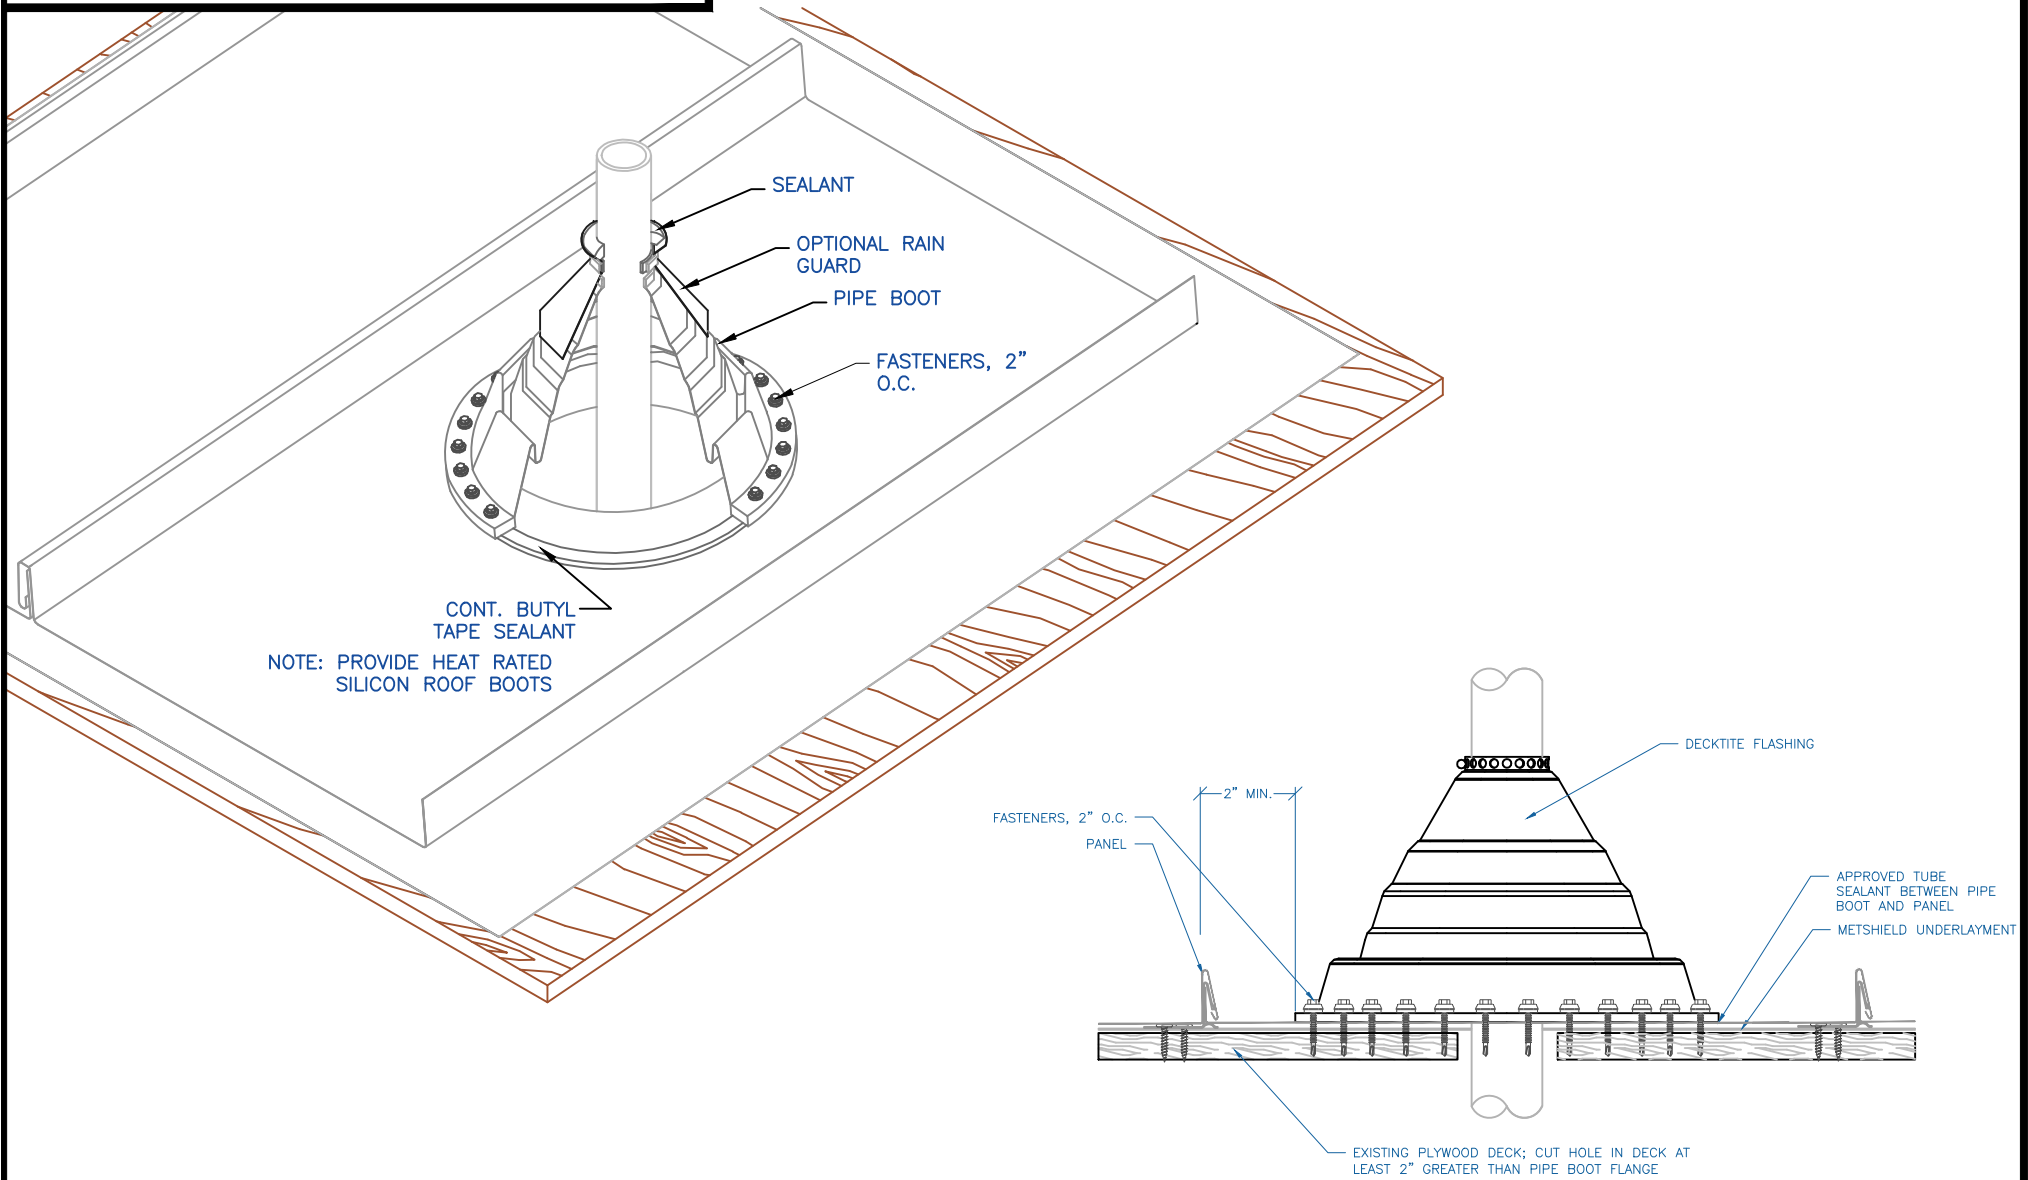 SEALANT
OPTIONAL RAIN
GUARD
PIPE BOOT
FASTENERS, 2”
O.C.
CONT. BUTYL
TAPE SEALANT
NOTE: PROVIDE HEAT RATED
SILICON ROOF BOOTS
DECKTITE FLASHING
2” MIN.
FASTENERS, 2” O.C.
PANEL
APPROVED TUBE
SEALANT BETWEEN PIPE
BOOT AND PANEL
METSHIELD UNDERLAYMENT
EXISTING PLYWOOD DECK; CUT HOLE IN DECK AT
LEAST 2” GREATER THAN PIPE BOOT FLANGE